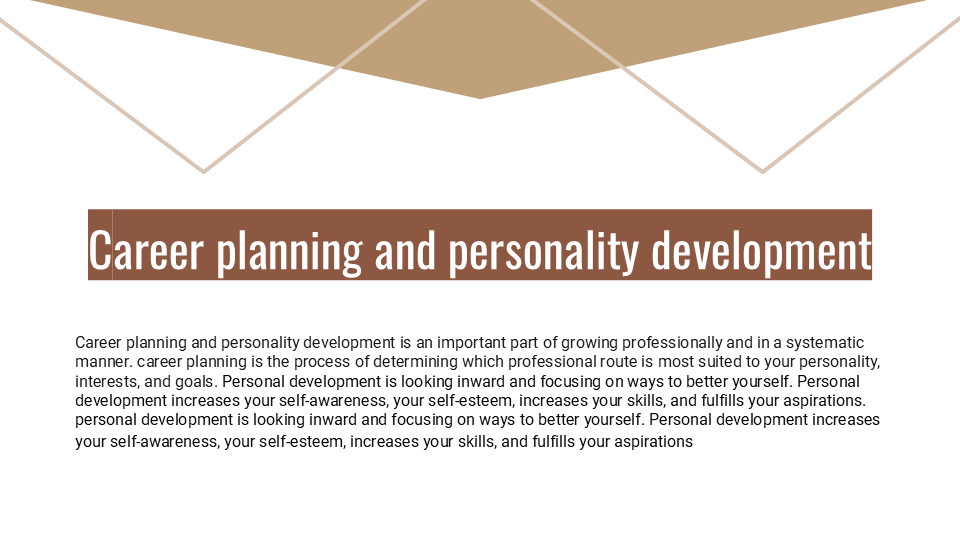 Career planning and personality development
Career planning and personality development is an important part of growing professionally and in a systematic
manner. career planning is the process of determining which professional route is most suited to your personality,
interests, and goals. Personal development is looking inward and focusing on ways to better yourself. Personal
development increases your self-awareness, your self-esteem, increases your skills, and fulfills your aspirations.
personal development is looking inward and focusing on ways to better yourself. Personal development increases
your self-awareness, your self-esteem, increases your skills, and fulfills your aspirations